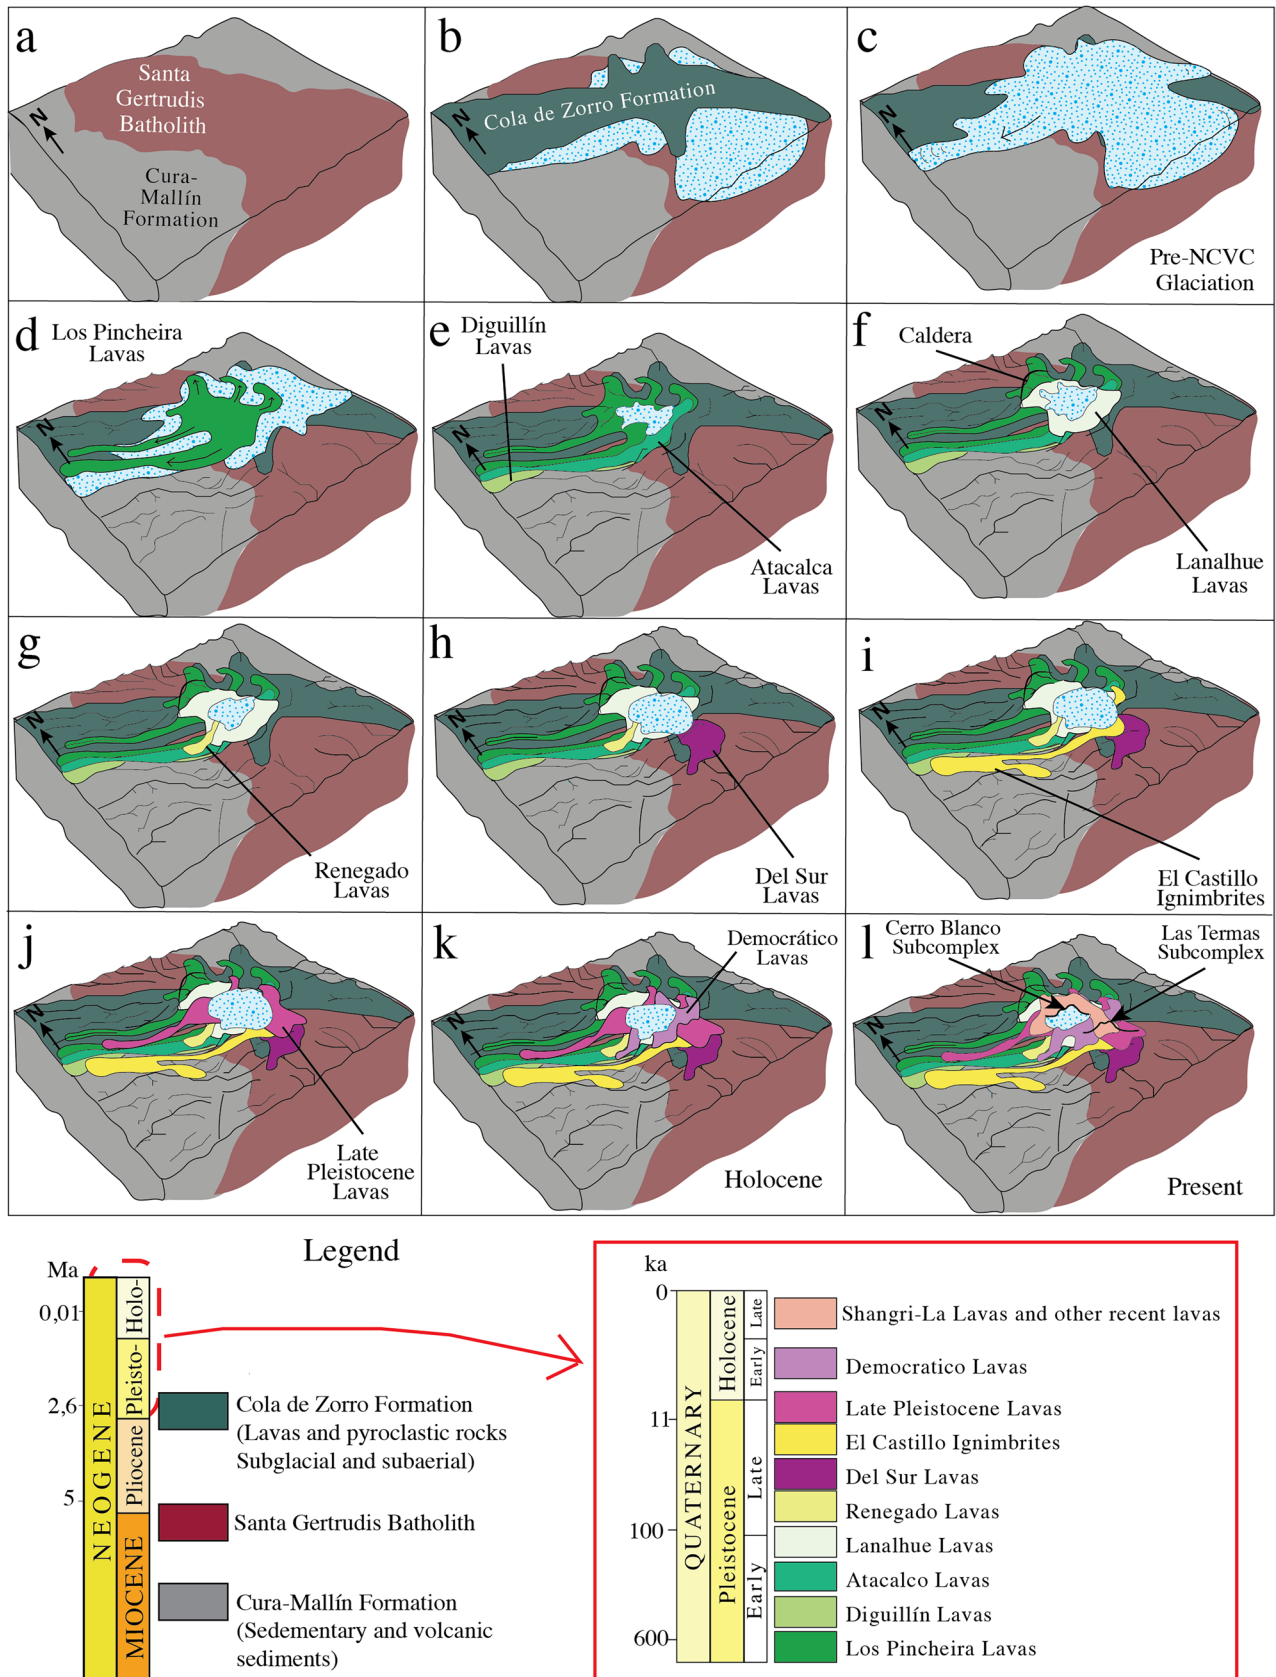 a
Santa
Gertrudis
Batholith
N
Cura-
Mallín
Formation
b
Cola de Zorro Formation
N
c
N
Pre-NCVC
Glaciation
d
Los Pincheira
Lavas
N
e
Diguillín
Lavas
N
Atacalca
Lavas
f
Caldera
N
Lanalhue
Lavas
g
N
Renegado
Lavas
h
N
Del Sur
Lavas
i
N
El Castillo
Ignimbrites
j
N
Late
Pleistocene
Lavas
k
Democrático
Lavas
N
Holocene
l
Cerro Blanco
Subcomplex
Las Termas
Subcomplex
N
Present
Legend
Ma
0,01
2,6
5
NEOGENE
Holo-
Pleisto-
Pliocene
MIOCENE
Cola de Zorro Formation
(Lavas and pyroclastic rocks
Subglacial and subaerial)
Santa Gertrudis Batholith
Cura-Mallín Formation
(Sedementary and volcanic
sediments)
ka
0
11
100
600
QUATERNARY
Holocene
Pleistocene
Late
Early
Late
Early
Shangri-La Lavas and other recent lavas
Democratico Lavas
Late Pleistocene Lavas
El Castillo Ignimbrites
Del Sur Lavas
Renegado Lavas
Lanalhue Lavas
Atacalco Lavas
Diguillín Lavas
Los Pincheira Lavas